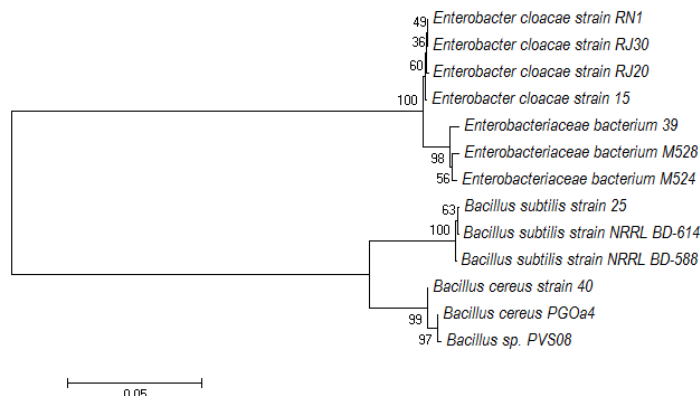 49
Enterobacter cloacae strain RN1
36
Enterobacter cloacae strain RJ30
60
Enterobacter cloacae strain RJ20
100
Enterobacter cloacae strain 15
Enterobacteriaceae bacterium 39
98
Enterobacteriaceae bacterium M528
56
Enterobacteriaceae bacterium M524
63
Bacillus subtilis strain 25
100
Bacillus subtilis strain NRRL BD-614
Bacillus subtilis strain NRRL BD-588
Bacillus cereus strain 40
99
Bacillus cereus PGOa4
97
Bacillus sp. PVS08
0.05